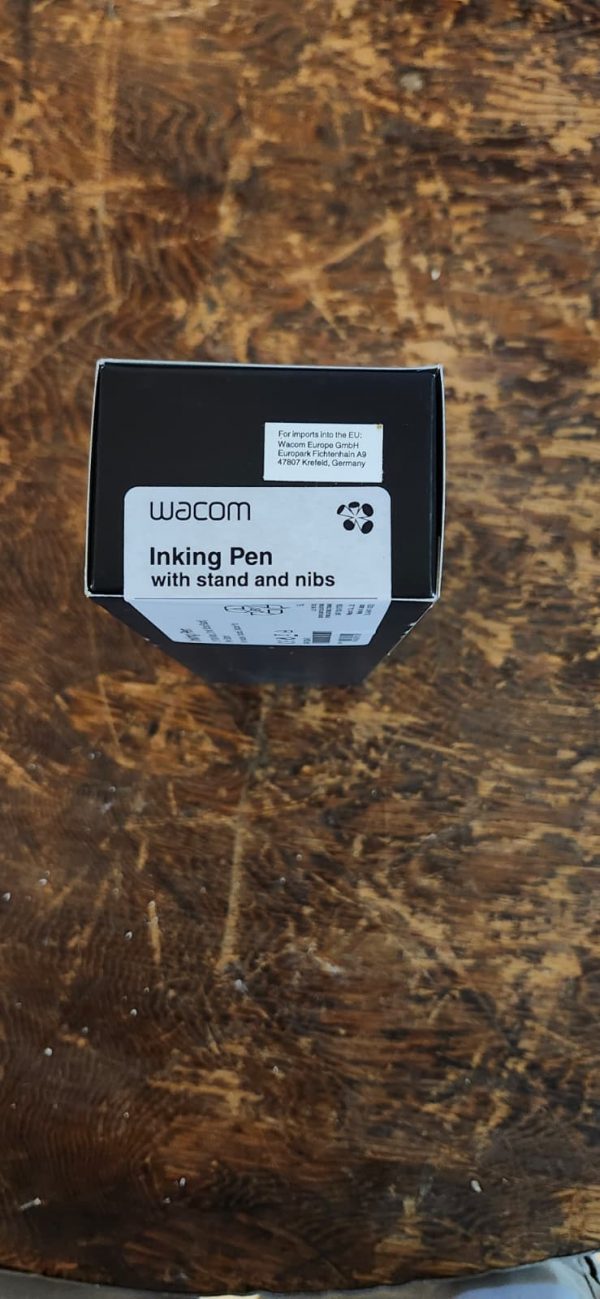 For imports into the EU:
Wacom Europe GmbH
Europark Fichtenhain A9
47807 Krefeld, Germany
wacom
Inking Pen
with stand and nibs